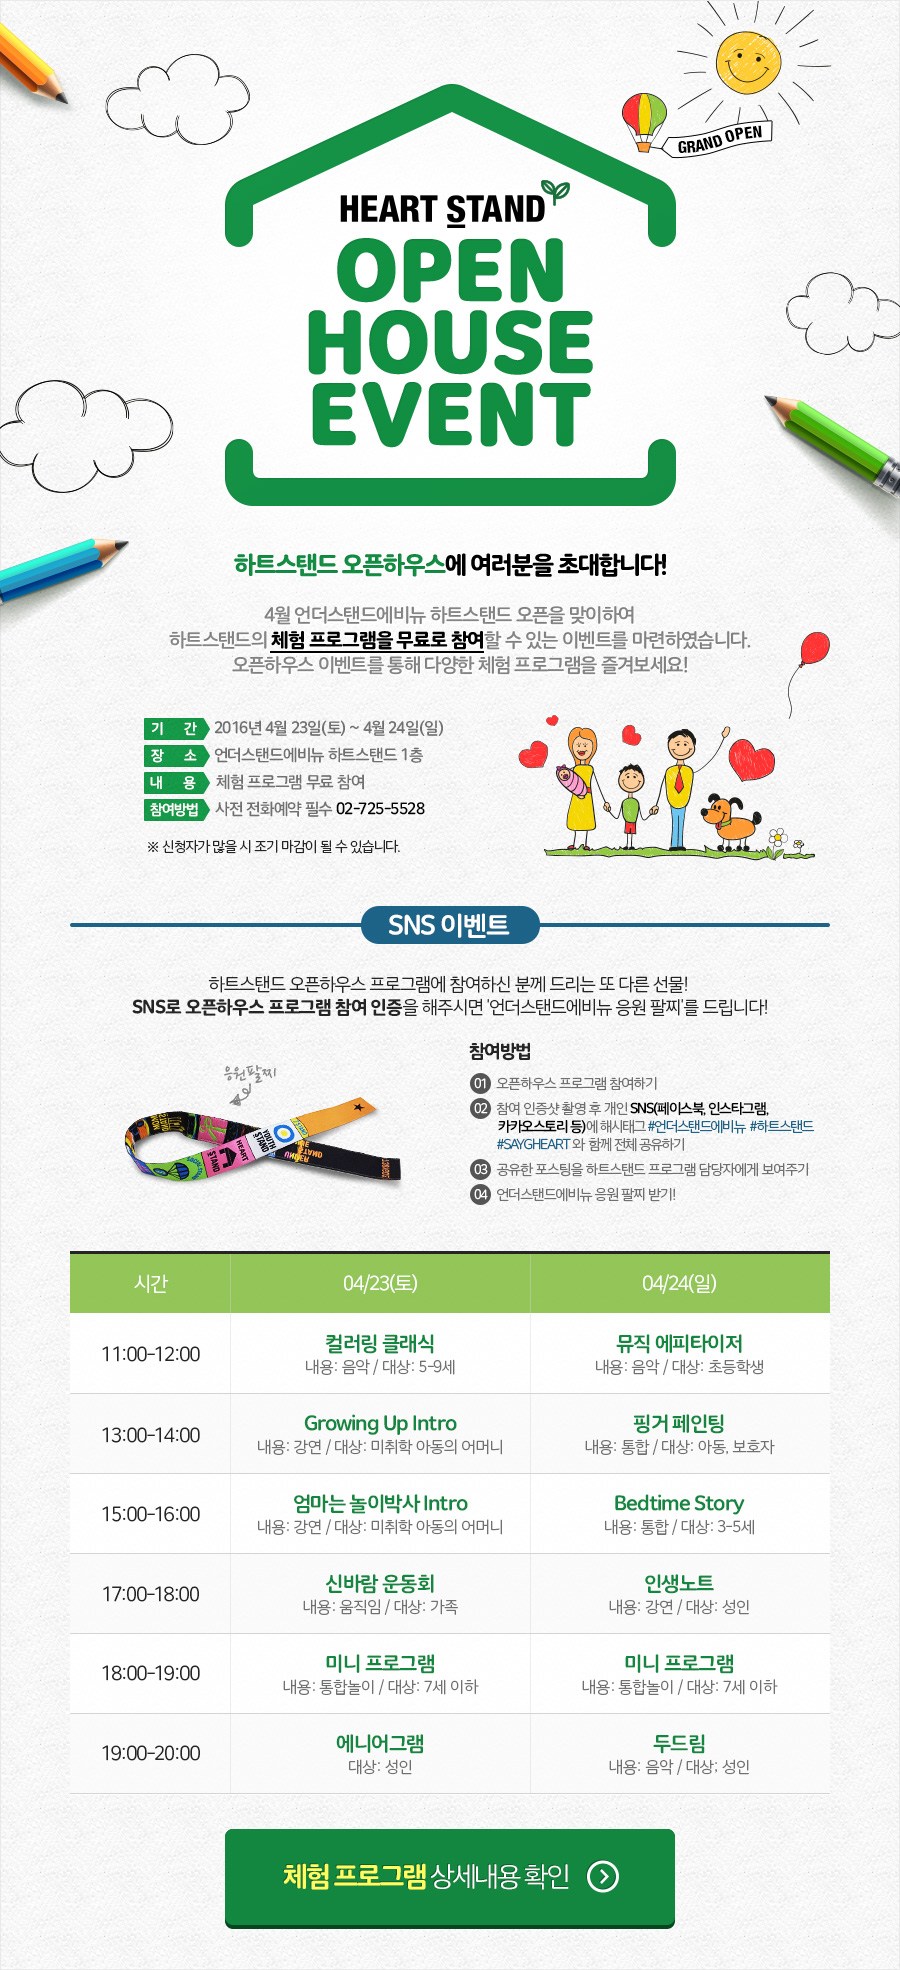 GRAND OPEN
HEART STAND
OPEN
HOUSE
EVENT
하트스탠드 오픈하우스에 여러분을 초대합니다!
4월 언더스탠드에비뉴 하트스탠드 오픈을 맞이하여
하트스탠드의 체험 프로그램을 무료로 참여할 수 있는 이벤트를 마련하였습니다.
오픈하우스 이벤트를 통해 다양한 체험 프로그램을 즐겨보세요!
기 간 2016년 4월 23일(토) ~ 4월 24일(일)
장 소 언더스탠드에비뉴 하트스탠드 1층
내 용 체험 프로그램 무료 참여
참여방법 사전 전화예약 필수 02-725-5528
※ 신청자가 많을 시 조기 마감이 될 수 있습니다.
SNS 이벤트
하트스탠드 오픈하우스 프로그램에 참여하신 분께 드리는 또 다른 선물!
SNS로 오픈하우스 프로그램 참여 인증을 해주시면 '언더스탠드에비뉴 응원 팔찌'를 드립니다!
응원팔찌
YOUTH STAND
HEART STAND
참여방법
01 오픈하우스 프로그램 참여하기
02 참여 인증샷 촬영 후 개인 SNS(페이스북, 인스타그램,
카카오스토리 등)에 해시태그 #언더스탠드에비뉴 #하트스탠드
#SAYGHEART 와 함께 전체 공유하기
03 공유한 포스팅을 하트스탠드 프로그램 담당자에게 보여주기
04 언더스탠드에비뉴 응원 팔찌 받기!
시간 04/23(토) 04/24(일)
11:00-12:00 컬러링 클래식 뮤직 에피타이저
내용: 음악 / 대상: 5-9세 내용: 음악 / 대상: 초등학생
13:00-14:00 Growing Up Intro 핑거 페인팅
내용: 강연 / 대상: 미취학 아동의 어머니 내용: 통합 / 대상: 아동, 보호자
15:00-16:00 엄마는 놀이박사 Intro Bedtime Story
내용: 강연 / 대상: 미취학 아동의 어머니 내용: 통합 / 대상: 3-5세
17:00-18:00 신바람 운동회 인생노트
내용: 움직임 / 대상: 가족 내용: 강연 / 대상: 성인
18:00-19:00 미니 프로그램 미니 프로그램
내용: 통합놀이 / 대상: 7세 이하 내용: 통합놀이 / 대상: 7세 이하
19:00-20:00 에니어그램 두드림
대상: 성인 내용: 음악 / 대상; 성인
체험 프로그램 상세내용 확인